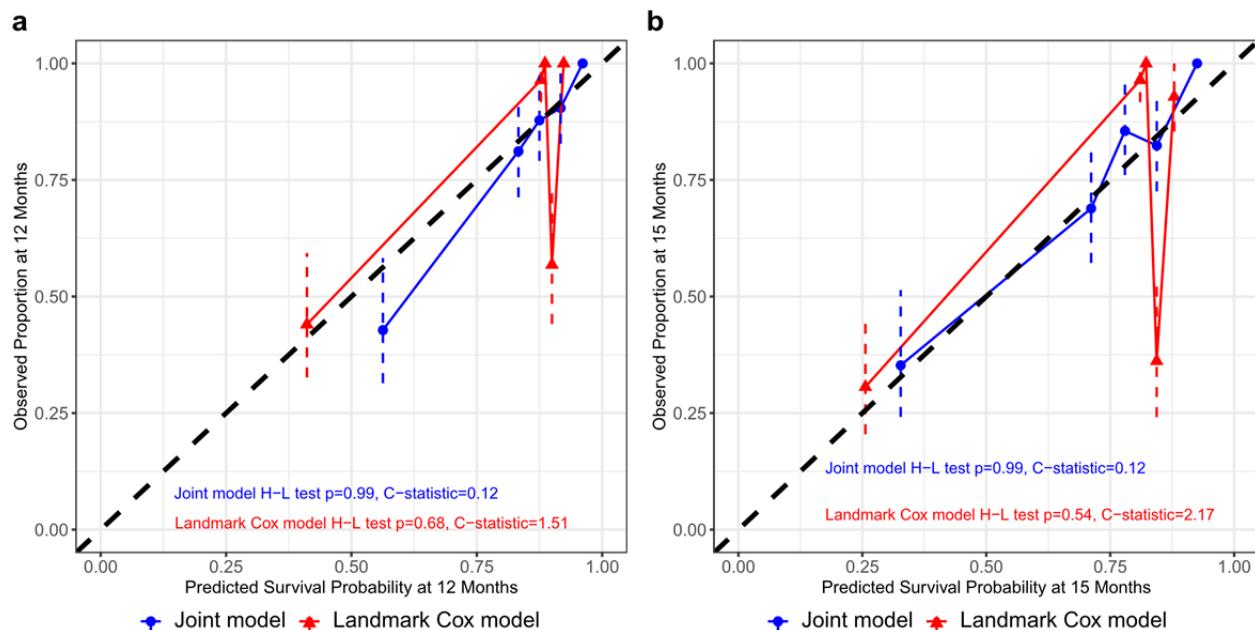 a
Observed Proportion at 12 Months
1.00
0.75
0.50
0.25
0.00
Joint model H−L test p=0.99, C−statistic=0.12
Landmark Cox model H−L test p=0.68, C−statistic=1.51
0.00 0.25 0.50 0.75 1.00
Predicted Survival Probability at 12 Months
Joint model Landmark Cox model
b
Observed Proportion at 15 Months
1.00
0.75
0.50
0.25
0.00
Joint model H−L test p=0.99, C−statistic=0.12
Landmark Cox model H−L test p=0.54, C−statistic=2.17
0.00 0.25 0.50 0.75 1.00
Predicted Survival Probability at 15 Months
Joint model Landmark Cox model